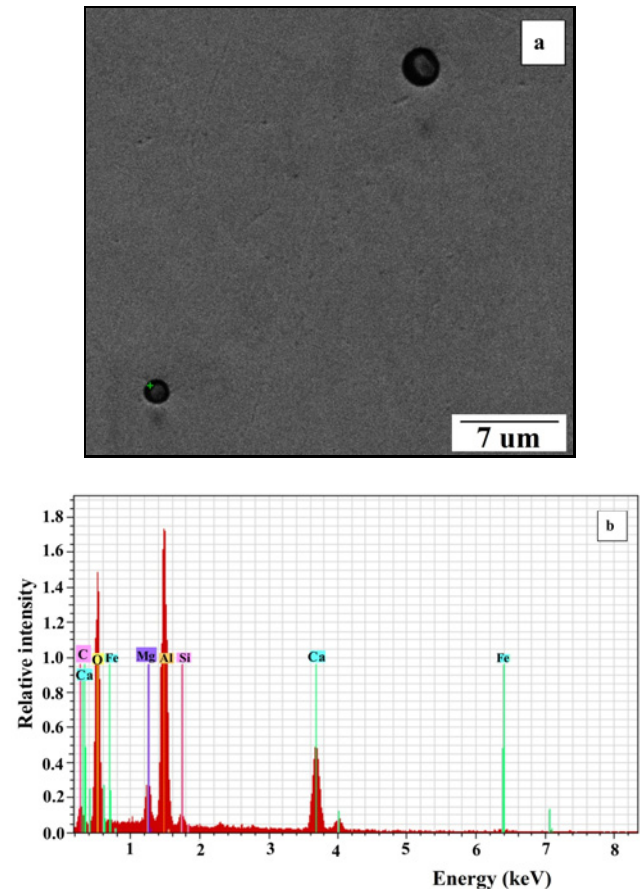 a
7 um
b
Relative intensity
1.8
1.6
1.4
1.2
1.0
0.8
0.6
0.4
0.2
0.0
C
Ca
O
Fe
Mg
Al
Si
Ca
Fe
1 2 3 4 5 6 7 8
Energy (keV)